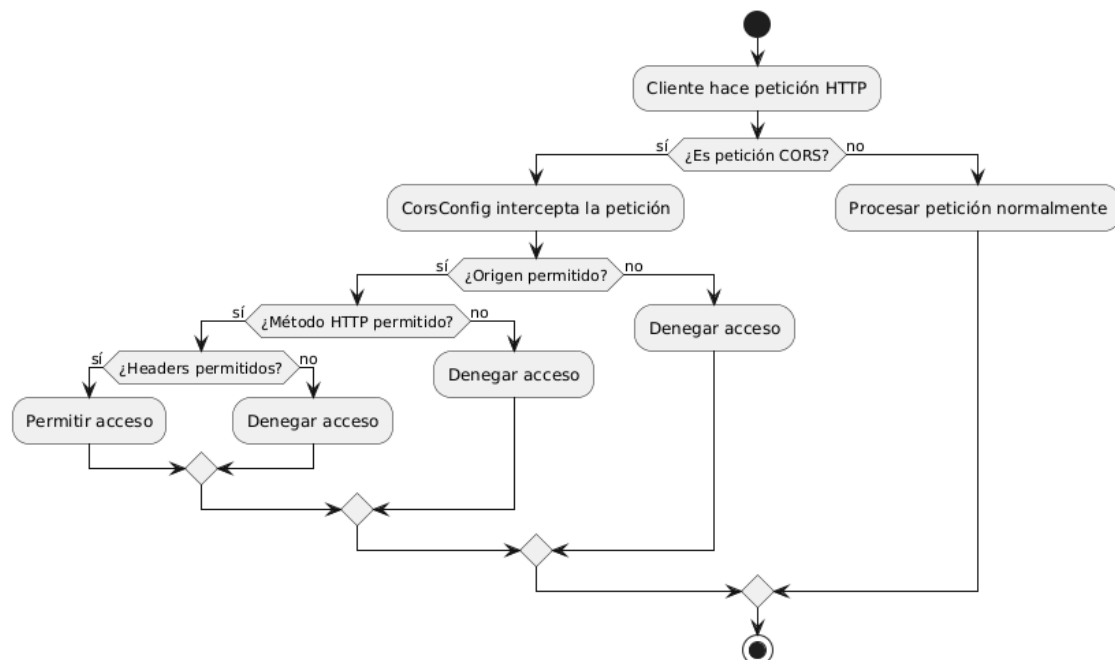 Cliente hace petición HTTP
sí
¿Es petición CORS?
no
CorsConfig intercepta la petición
Procesar petición normalmente
sí
¿Origen permitido?
no
sí
¿Método HTTP permitido?
no
Denegar acceso
sí
¿Headers permitidos?
no
Denegar acceso
Permitir acceso
Denegar acceso